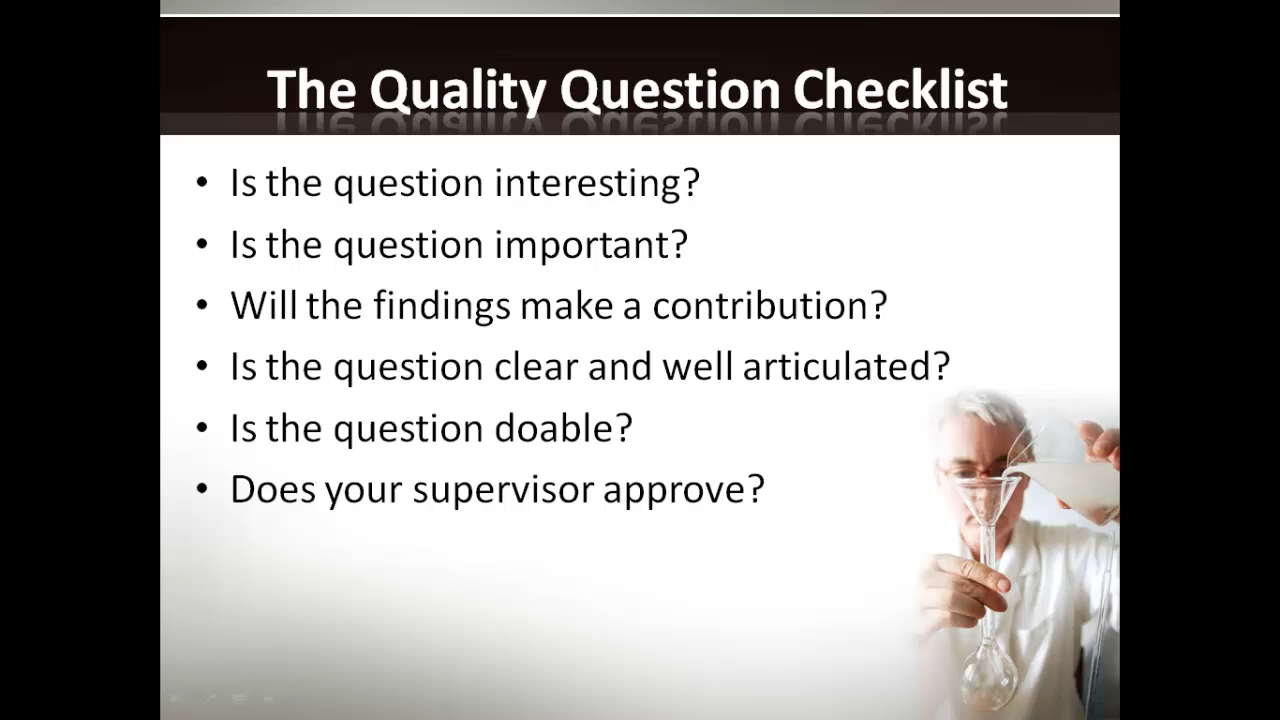 The Quality Question Checklist
• Is the question interesting?
• Is the question important?
• Will the findings make a contribution?
• Is the question clear and well articulated?
• Is the question doable?
• Does your supervisor approve?